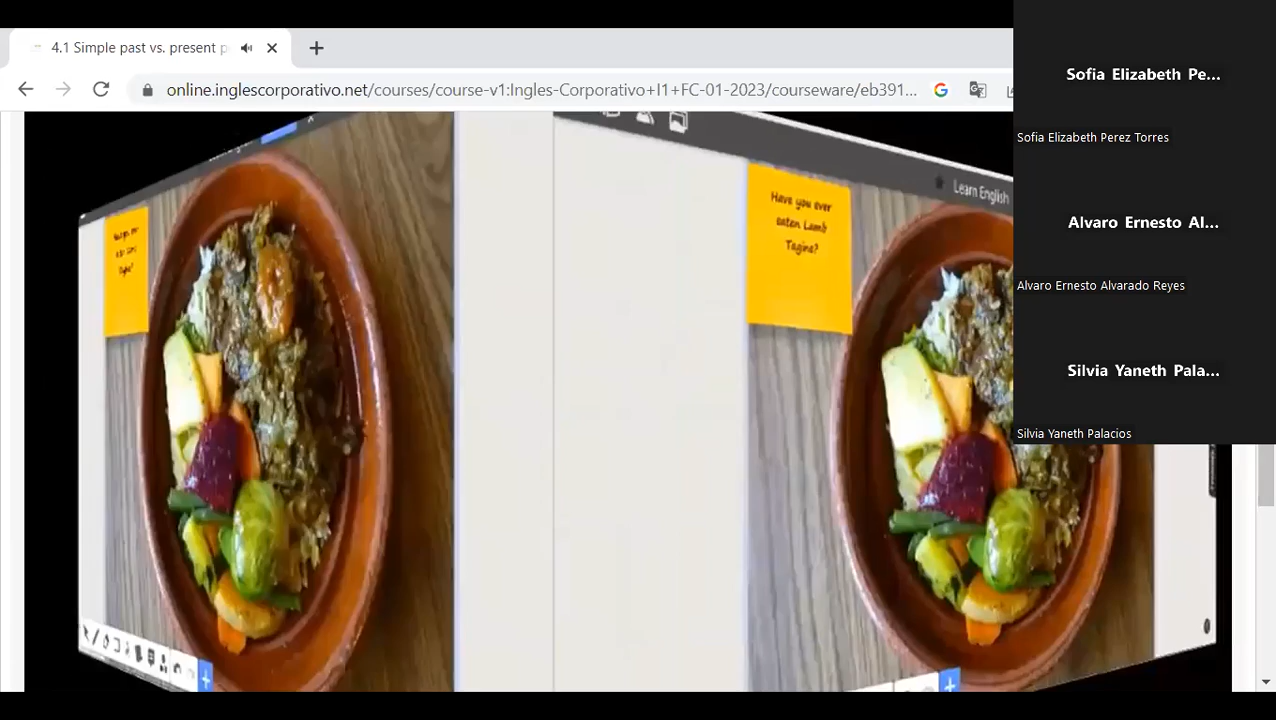 4.1 Simple past vs. present p
online.inglescorporativo.net/courses/course-v1:Ingles-Corporativo+I1+FC-01-2023/courseware/eb391...
Learn English
Have you ever
eaten Lamb
Tagine?
Sofia Elizabeth Pe...
Sofia Elizabeth Perez Torres
Alvaro Ernesto Al...
Alvaro Ernesto Alvarado Reyes
Silvia Yaneth Pala...
Silvia Yaneth Palacios